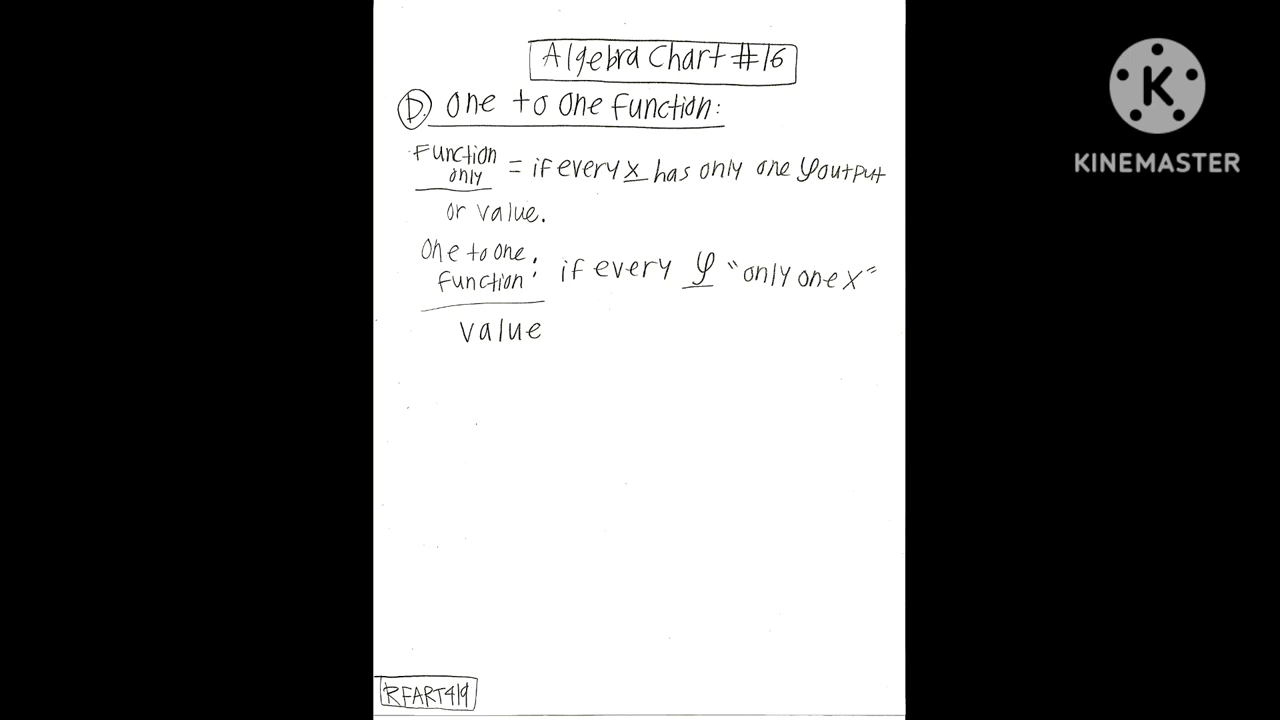 Algebra Chart #16
D. One to One Function:
Function only = if every x has only one y output
or value.
One to one function: if every y "only one x"
value
RFART419
K
KINEMASTER